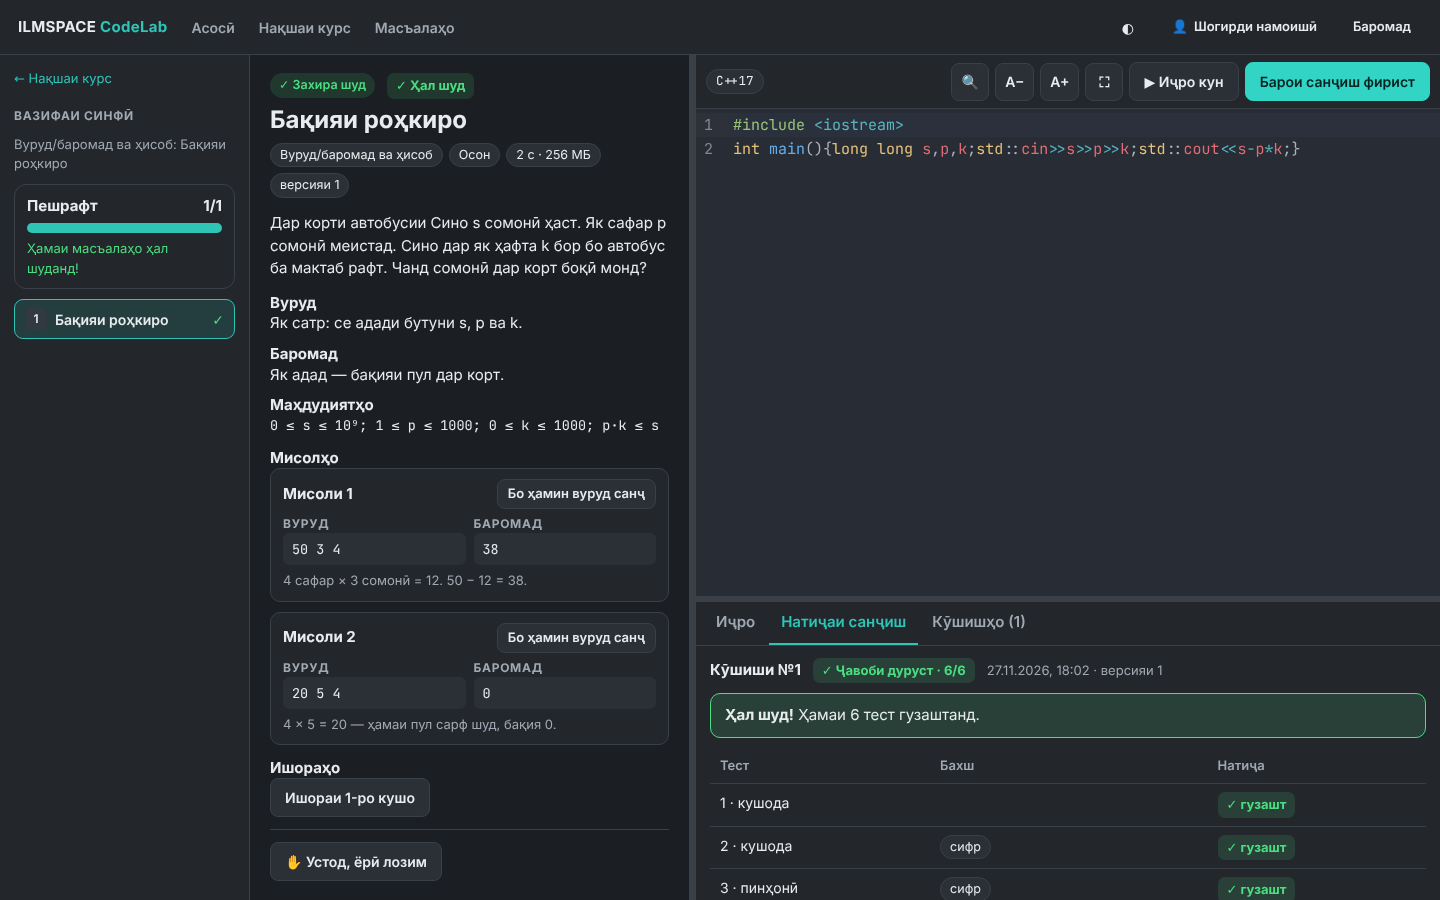 ILMSPACE CodeLab
Асосӣ
Нақшаи курс
Масъалаҳо
Шогирди намоишӣ
Баромад
← Нақшаи курс
ВАЗИФАИ СИНФӢ
Вуруд/баромад ва ҳисоб: Бақияи
роҳкиро
Пешрафт 1/1
Ҳамаи масъалаҳо ҳал
шуданд!
1 Бақияи роҳкиро ✓
✓ Захира шуд
✓ Ҳал шуд
Бақияи роҳкиро
Вуруд/баромад ва ҳисоб
Осон
2 с · 256 МБ
версияи 1
Дар корти автобусии Сино s сомонӣ ҳаст. Як сафар p
сомонӣ меистад. Сино дар як ҳафта k бор бо автобус
ба мактаб рафт. Чанд сомонӣ дар корт боқӣ монд?
Вуруд
Як сатр: се адади бутуни s, p ва k.
Баромад
Як адад — бақияи пул дар корт.
Маҳдудиятҳо
0 ≤ s ≤ 10⁹; 1 ≤ p ≤ 1000; 0 ≤ k ≤ 1000; p·k ≤ s
Мисолҳо
Мисоли 1
Бо ҳамин вуруд санҷ
ВУРУД БАРОМАД
50 3 4 38
4 сафар × 3 сомонӣ = 12. 50 − 12 = 38.
Мисоли 2
Бо ҳамин вуруд санҷ
ВУРУД БАРОМАД
20 5 4 0
4 × 5 = 20 — ҳамаи пул сарф шуд, бақия 0.
Ишораҳо
Ишораи 1-ро кушо
✋ Устод, ёрӣ лозим
C++17
A−
A+
▶ Иҷро кун
Барои санҷиш фирист
1 #include <iostream>
2 int main(){long long s,p,k;std::cin>>s>>p>>k;std::cout<<s-p*k;}
Иҷро
Натиҷаи санҷиш
Кӯшишҳо (1)
Кӯшиши №1 ✓ Ҷавоби дуруст · 6/6 27.11.2026, 18:02 · версияи 1
Ҳал шуд! Ҳамаи 6 тест гузаштанд.
Тест Бахш Натиҷа
1 · кушода ✓ гузашт
2 · кушода сифр ✓ гузашт
3 · пинҳонӣ сифр ✓ гузашт